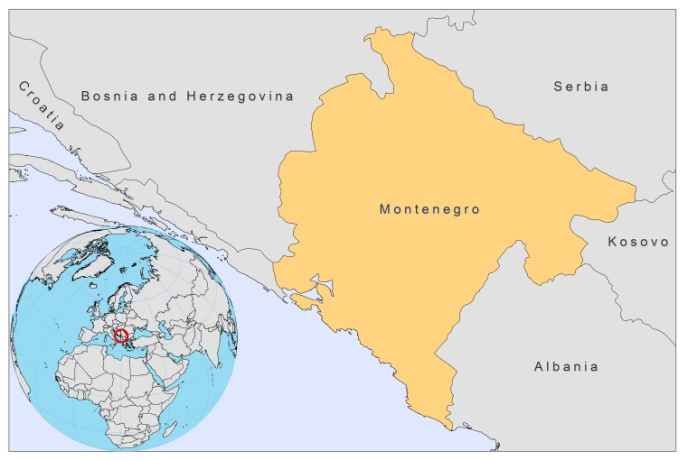 Croatia
Bosnia and Herzegovina
Serbia
Montenegro
Kosovo
Albania